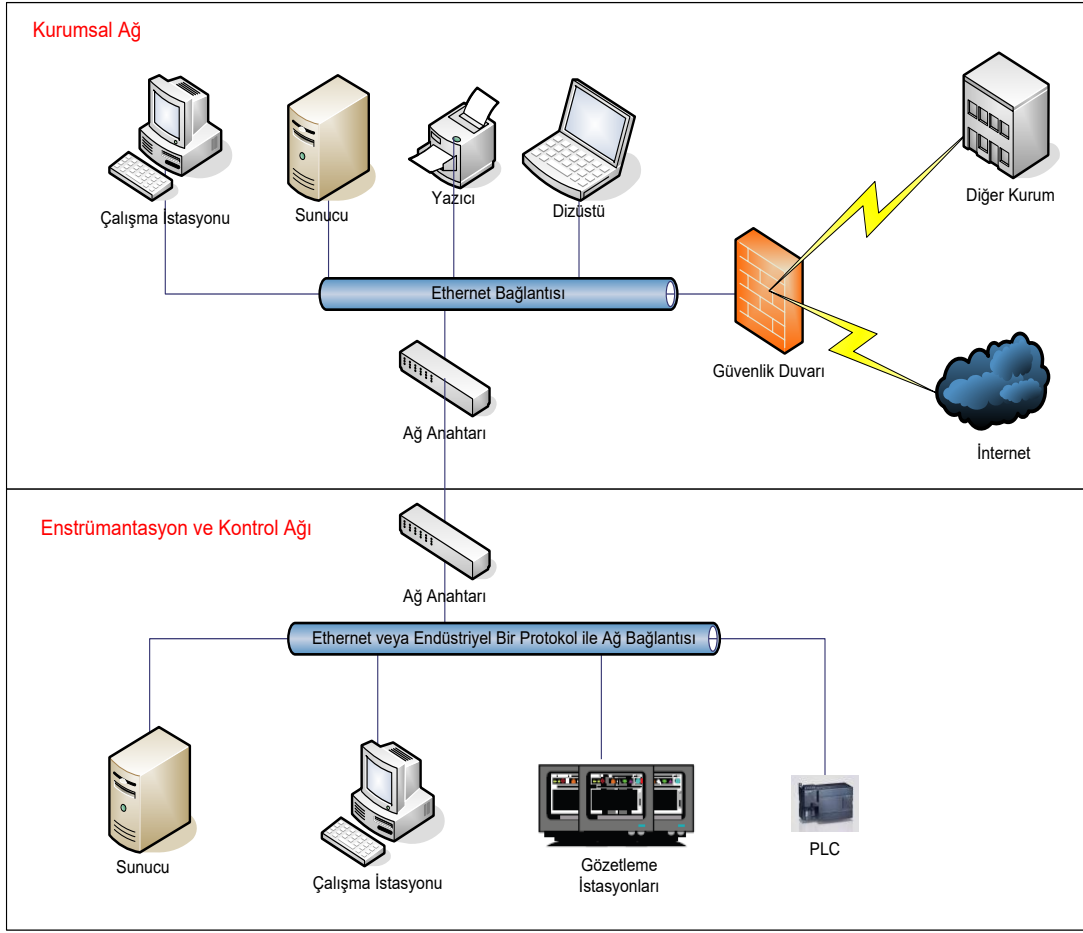 Kurumsal Ağ
Çalışma İstasyonu
Sunucu
Yazıcı
Dizüstü
Diğer Kurum
Ethernet Bağlantısı
Güvenlik Duvarı
Ağ Anahtarı
İnternet
Enstrümantasyon ve Kontrol Ağı
Ağ Anahtarı
Ethernet veya Endüstriyel Bir Protokol ile Ağ Bağlantısı
Sunucu
Çalışma İstasyonu
Gözetleme
İstasyonları
PLC